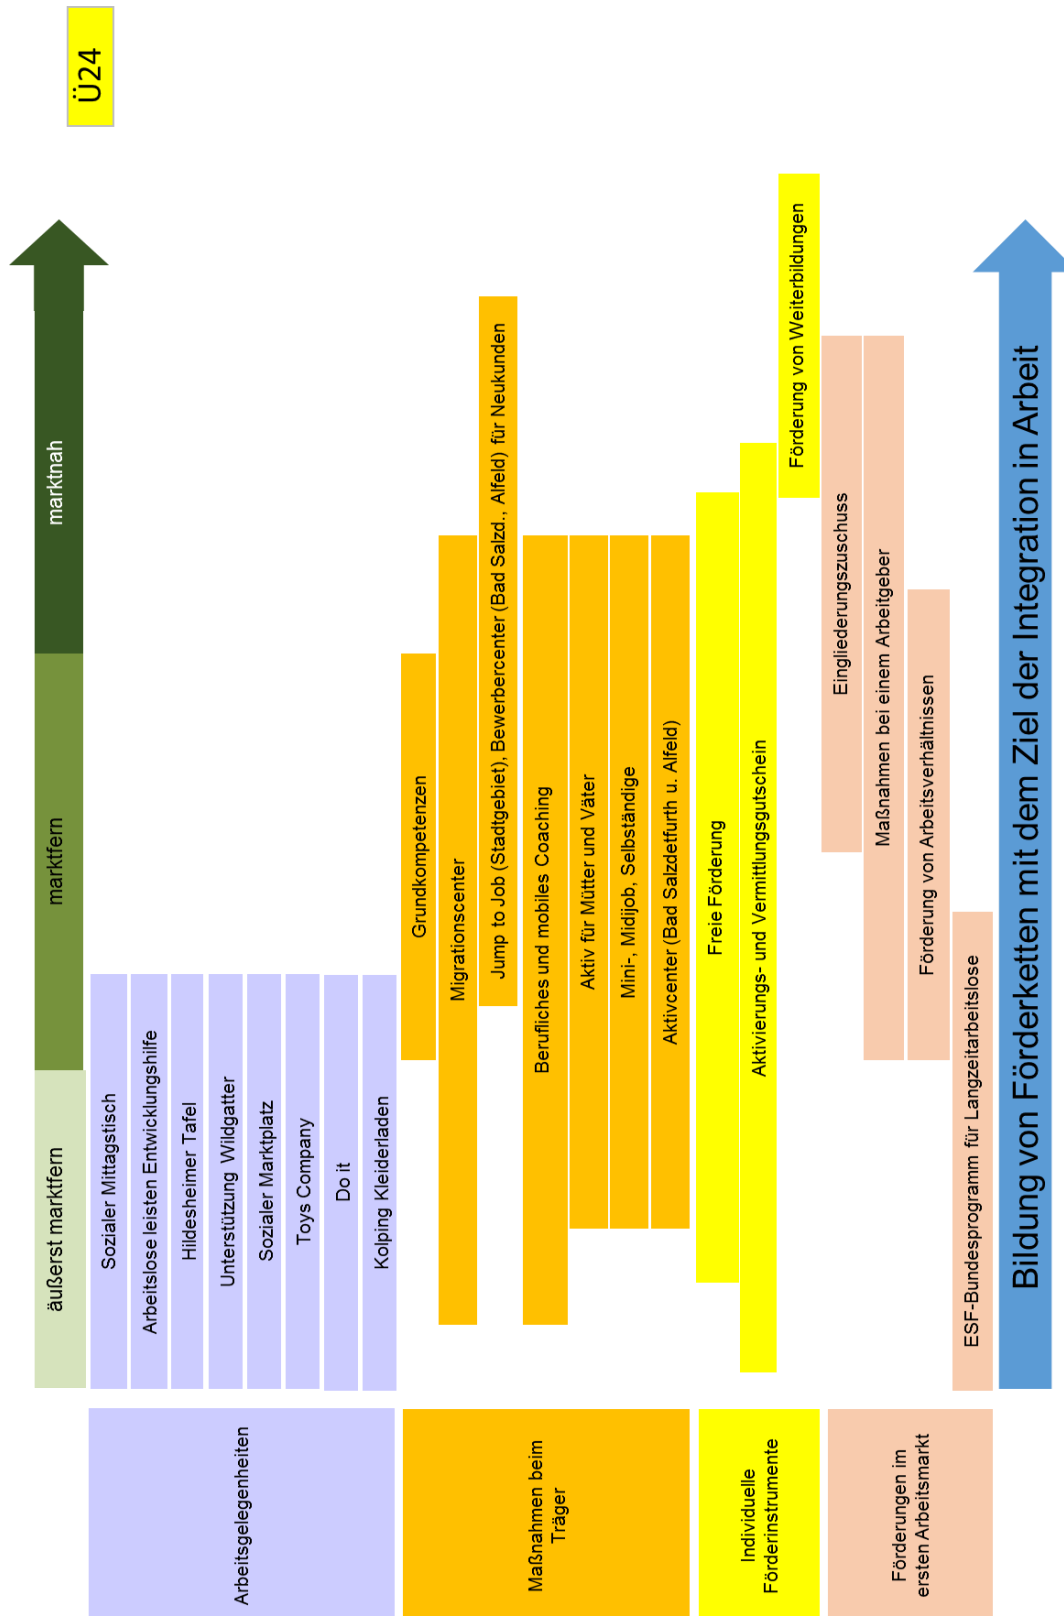 Ü24
äußerst marktfern
marktfern
marktnah
Arbeitsgelegenheiten
Sozialer Mittagstisch
Arbeitslose leisten Entwicklungshilfe
Hildesheimer Tafel
Unterstützung Wildgatter
Sozialer Marktplatz
Toys Company
Do it
Kolping Kleiderladen
Maßnahmen beim
Träger
Grundkompetenzen
Migrationscenter
Jump to Job (Stadtgebiet), Bewerbercenter (Bad Salzd., Alfeld) für Neukunden
Berufliches und mobiles Coaching
Aktiv für Mütter und Väter
Mini-, Midijob, Selbständige
Aktivcenter (Bad Salzdetfurth u. Alfeld)
Individuelle
Förderinstrumente
Freie Förderung
Aktivierungs- und Vermittlungsgutschein
Förderung von Weiterbildungen
Förderungen im
ersten Arbeitsmarkt
Eingliederungszuschuss
Maßnahmen bei einem Arbeitgeber
Förderung von Arbeitsverhältnissen
ESF-Bundesprogramm für Langzeitarbeitslose
Bildung von Förderketten mit dem Ziel der Integration in Arbeit